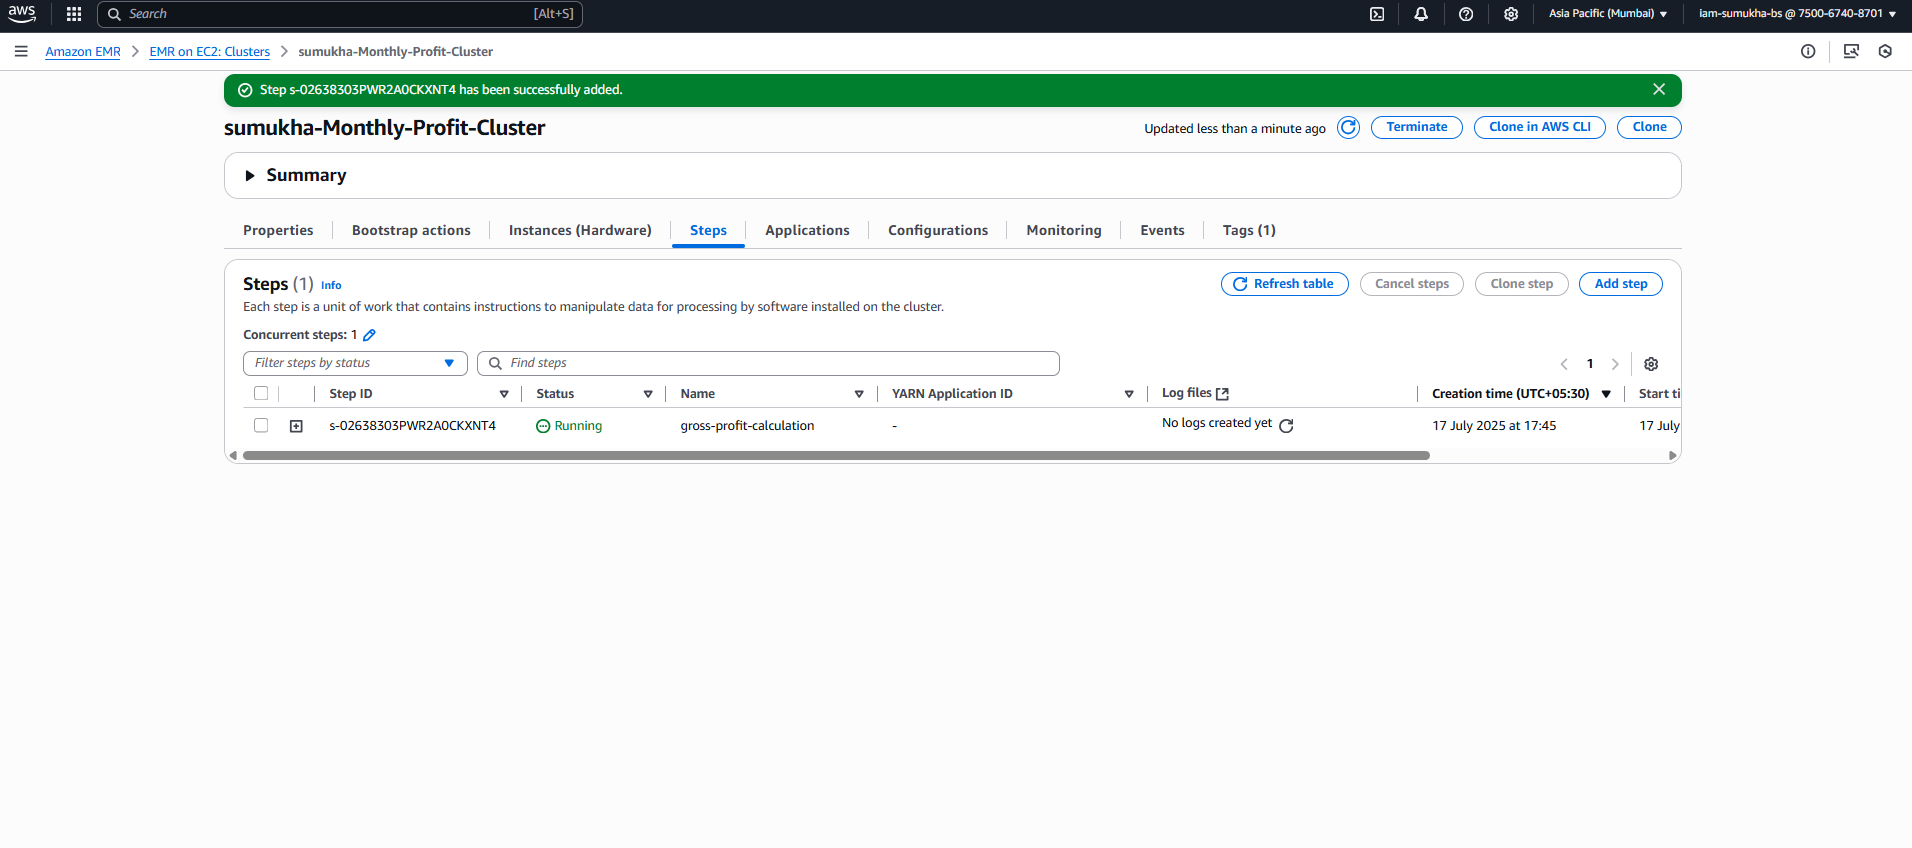 aws Search [Alt+S] Asia Pacific (Mumbai) iam-sumukha-bs @ 7500-6740-8701
Amazon EMR EMR on EC2: Clusters sumukha-Monthly-Profit-Cluster
Step s-02638303PWR2A0CKXNT4 has been successfully added.
sumukha-Monthly-Profit-Cluster Updated less than a minute ago Terminate Clone in AWS CLI Clone
Summary
Properties Bootstrap actions Instances (Hardware) Steps Applications Configurations Monitoring Events Tags (1)
Steps (1) Info Refresh table Cancel steps Clone step Add step
Each step is a unit of work that contains instructions to manipulate data for processing by software installed on the cluster.
Concurrent steps: 1
Filter steps by status Find steps 1
Step ID Status Name YARN Application ID Log files Creation time (UTC+05:30) Start ti
s-02638303PWR2A0CKXNT4 Running gross-profit-calculation - No logs created yet 17 July 2025 at 17:45 17 July